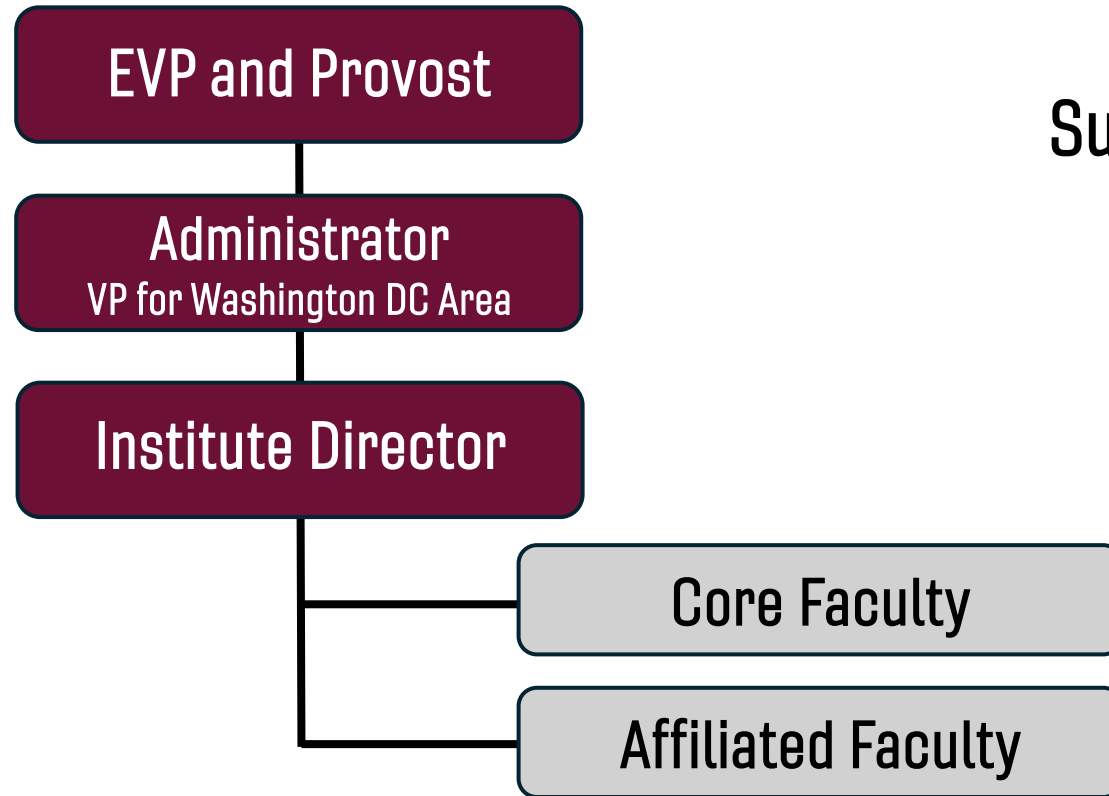 EVP and Provost
Administrator
VP for Washington DC Area
Institute Director
Core Faculty
Affiliated Faculty